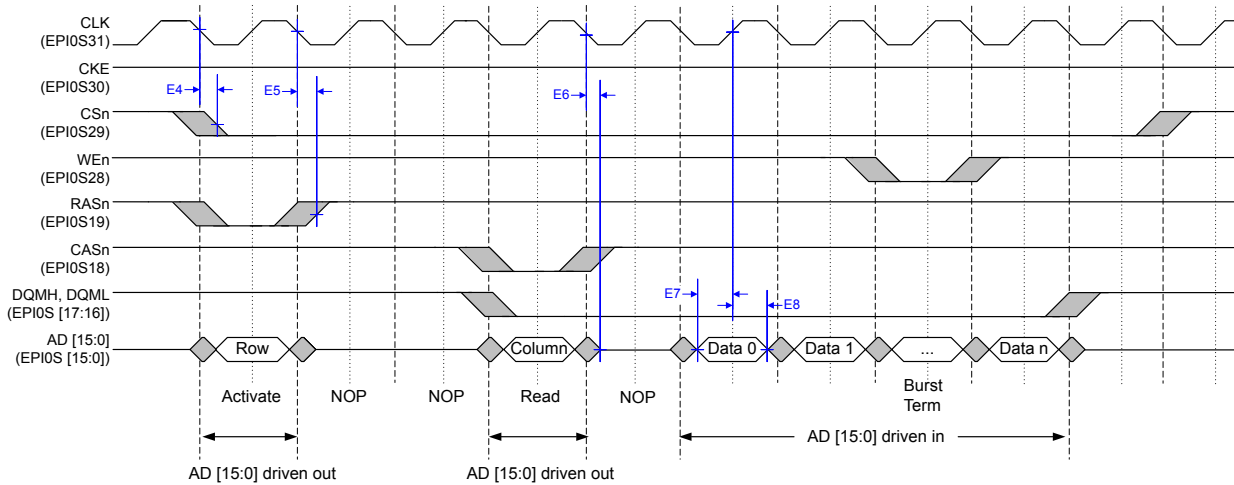 CLK
(EPI0S31)
CKE
(EPI0S30)
E4
E5
E6
CSn
(EPI0S29)
WEn
(EPI0S28)
RASn
(EPI0S19)
CASn
(EPI0S18)
DQMH, DQML
(EPI0S [17:16])
E7
E8
AD [15:0]
(EPI0S [15:0])
Row
Column
Data 0
Data 1
...
Data n
Activate
NOP
NOP
Read
NOP
Burst
Term
AD [15:0] driven in
AD [15:0] driven out
AD [15:0] driven out